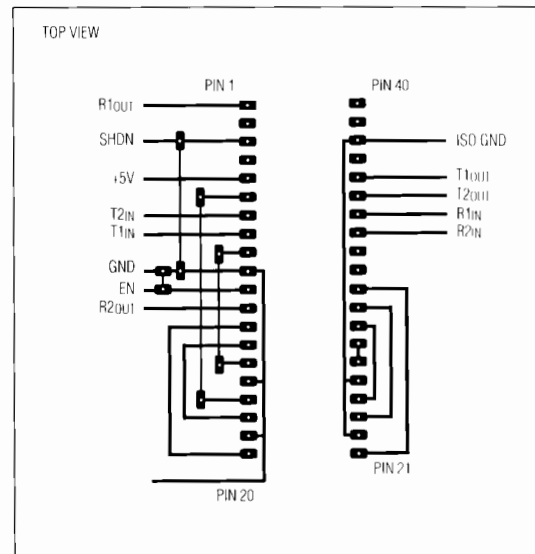 TOP VIEW
PIN 1
PIN 40
R1OUT
SHDN
ISO GND
+5V
T1OUT
T2OUT
T2IN
R1IN
T1IN
R2IN
GND
EN
R2OUT
PIN 21
PIN 20